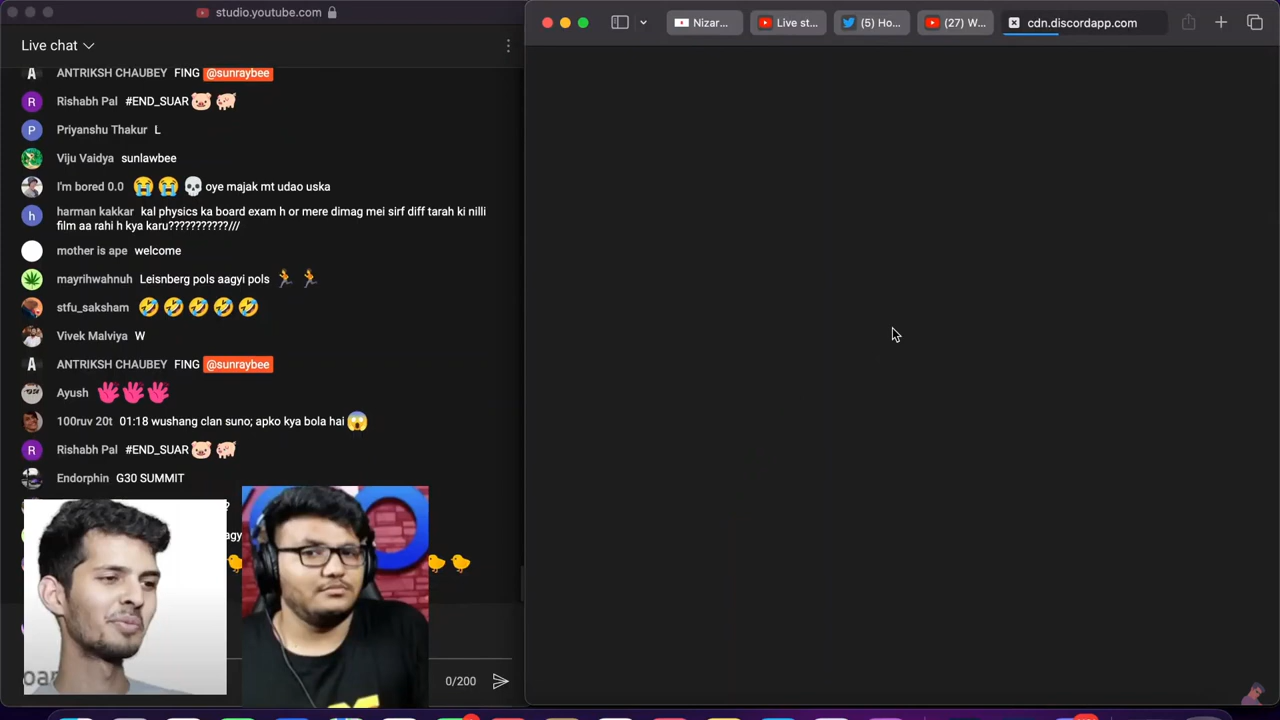 studio.youtube.com
Nizar...
Live st...
(5) Ho...
(27) W...
cdn.discordapp.com
Live chat
ANTRIKSH CHAUBEY FING @sunraybee
Rishabh Pal #END_SUAR
Priyanshu Thakur L
Viju Vaidya sunlawbee
I'm bored 0.0 oye majak mt udao uska
harman kakkar kal physics ka board exam h or mere dimag mei sirf diff tarah ki nilli
film aa rahi h kya karu???????????///
mother is ape welcome
mayrihwahnuh Leisnberg pols aagyi pols
stfu_saksham
Vivek Malviya W
ANTRIKSH CHAUBEY FING @sunraybee
Ayush
100ruv 20t 01:18 wushang clan suno; apko kya bola hai
Rishabh Pal #END_SUAR
Endorphin G30 SUMMIT
0/200